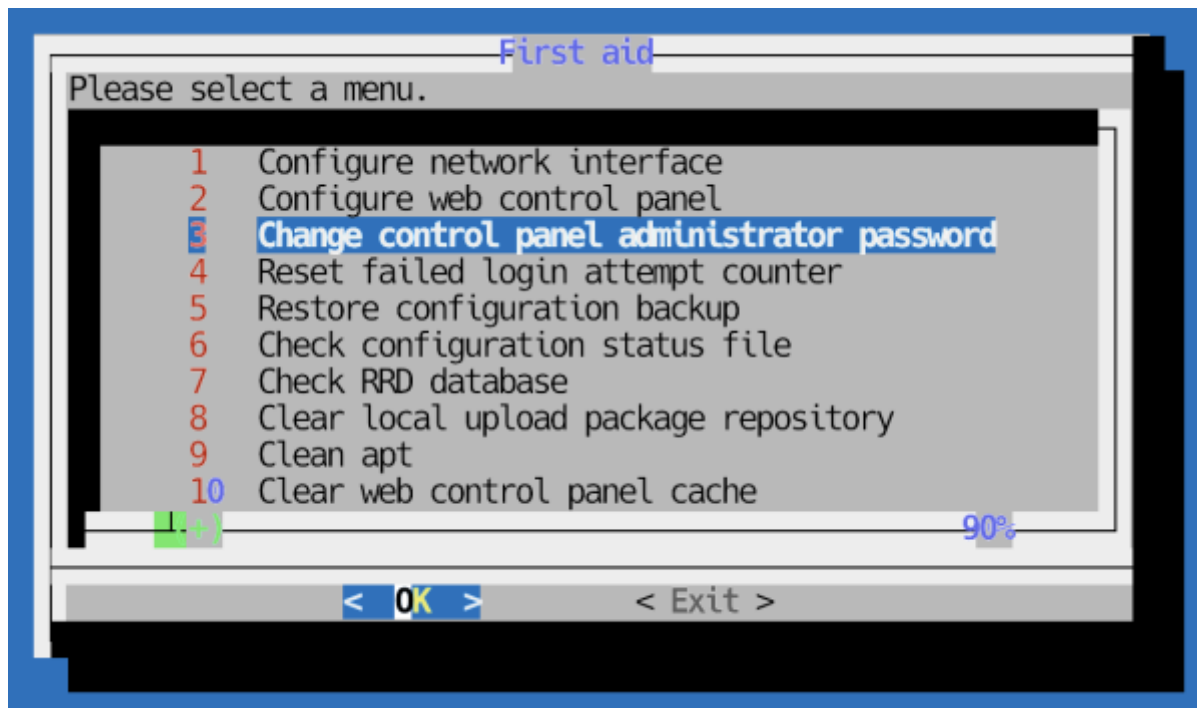 First aid
Please select a menu.
1 Configure network interface
2 Configure web control panel
3 Change control panel administrator password
4 Reset failed login attempt counter
5 Restore configuration backup
6 Check configuration status file
7 Check RRD database
8 Clear local upload package repository
9 Clean apt
10 Clear web control panel cache
(+) 90%
< OK > < Exit >